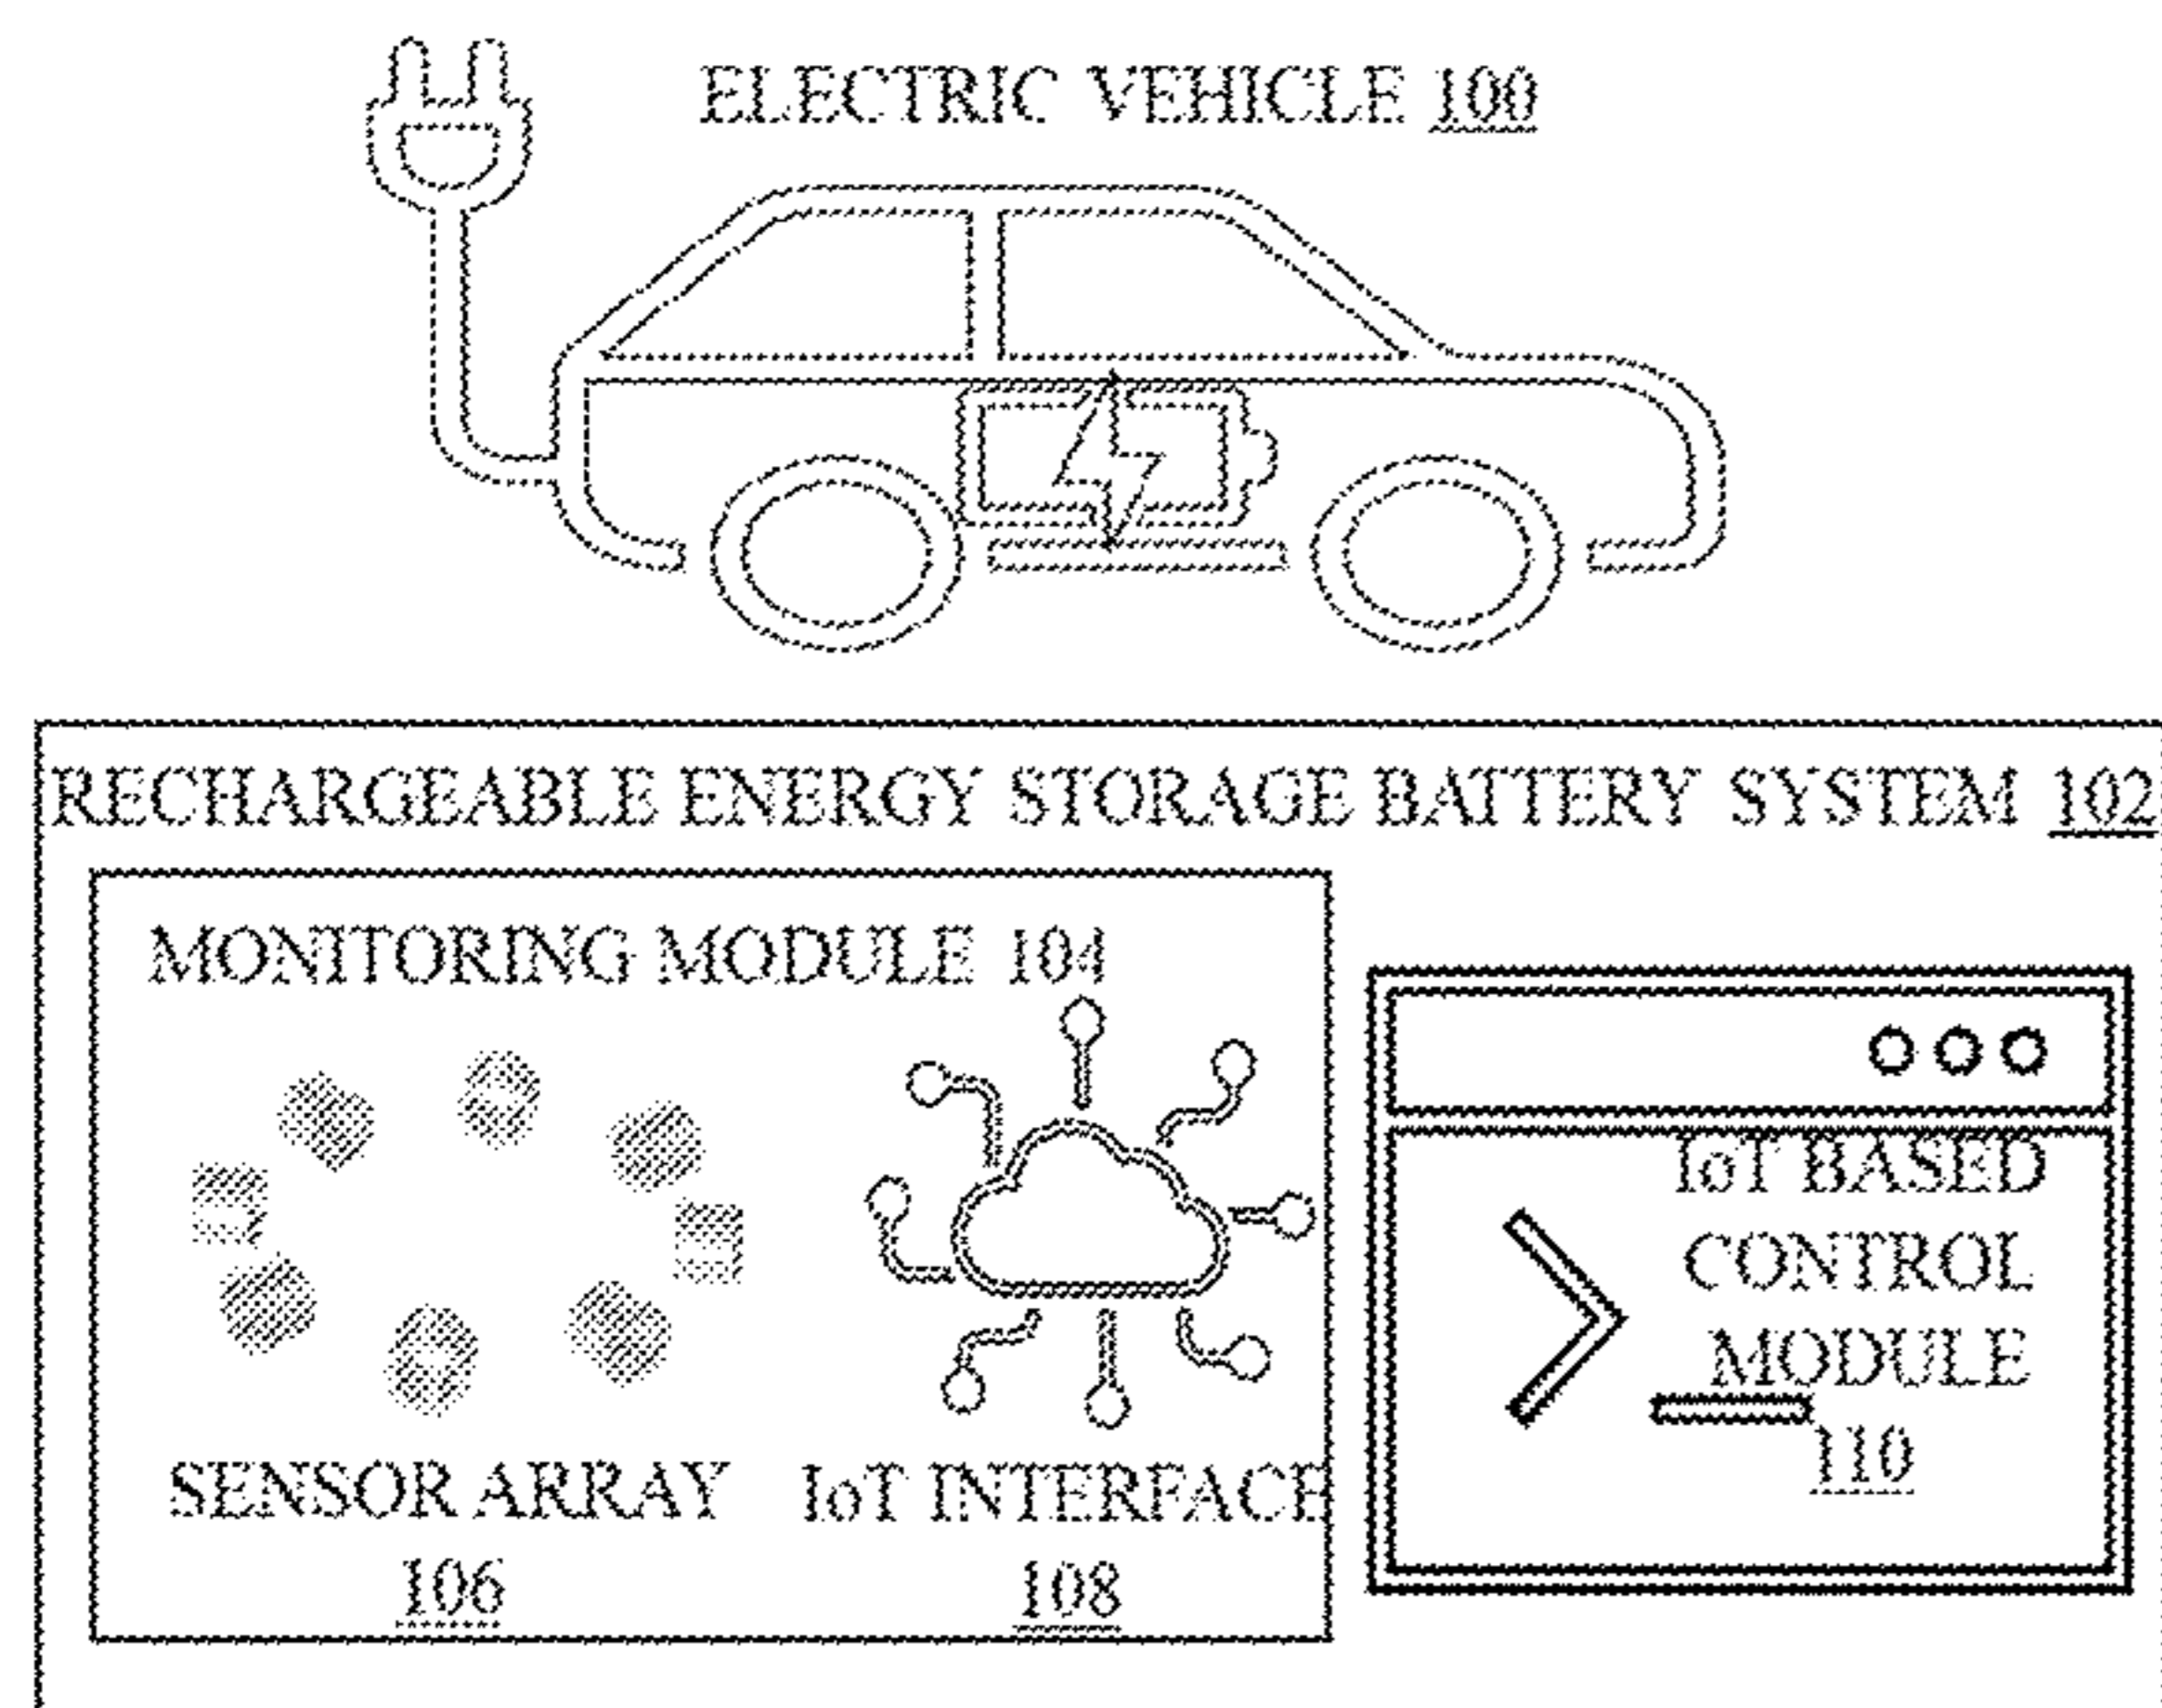 ELECTRIC VEHICLE 100
RECHARGEABLE ENERGY STORAGE BATTERY SYSTEM 102
MONITORING MODULE 104
SENSOR ARRAY
106
IoT INTERFACE
108
IoT BASED
CONTROL
MODULE
110